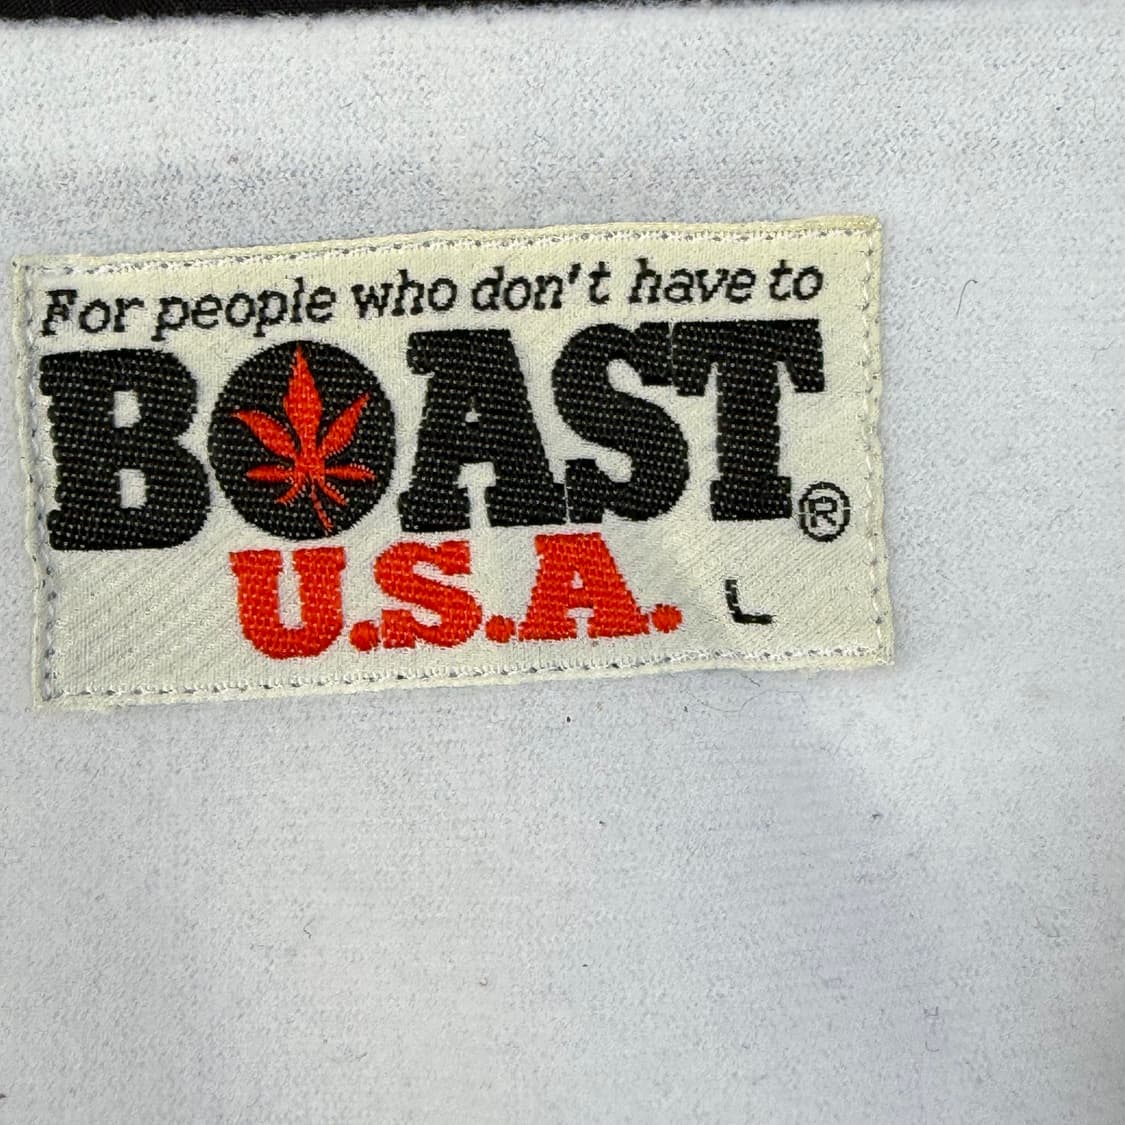 For people who don't have to
BOAST®
U.S.A. L